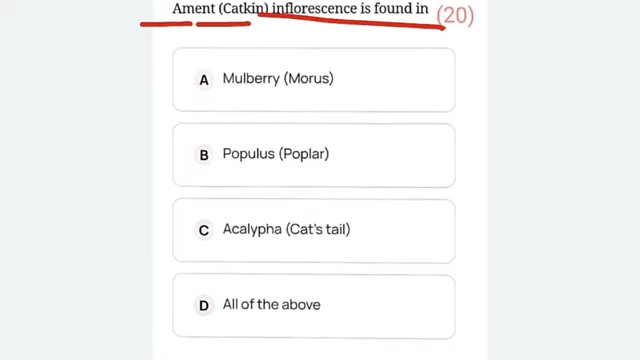 Ament (Catkin) inflorescence is found in (20)
A Mulberry (Morus)
B Populus (Poplar)
C Acalypha (Cat's tail)
D All of the above